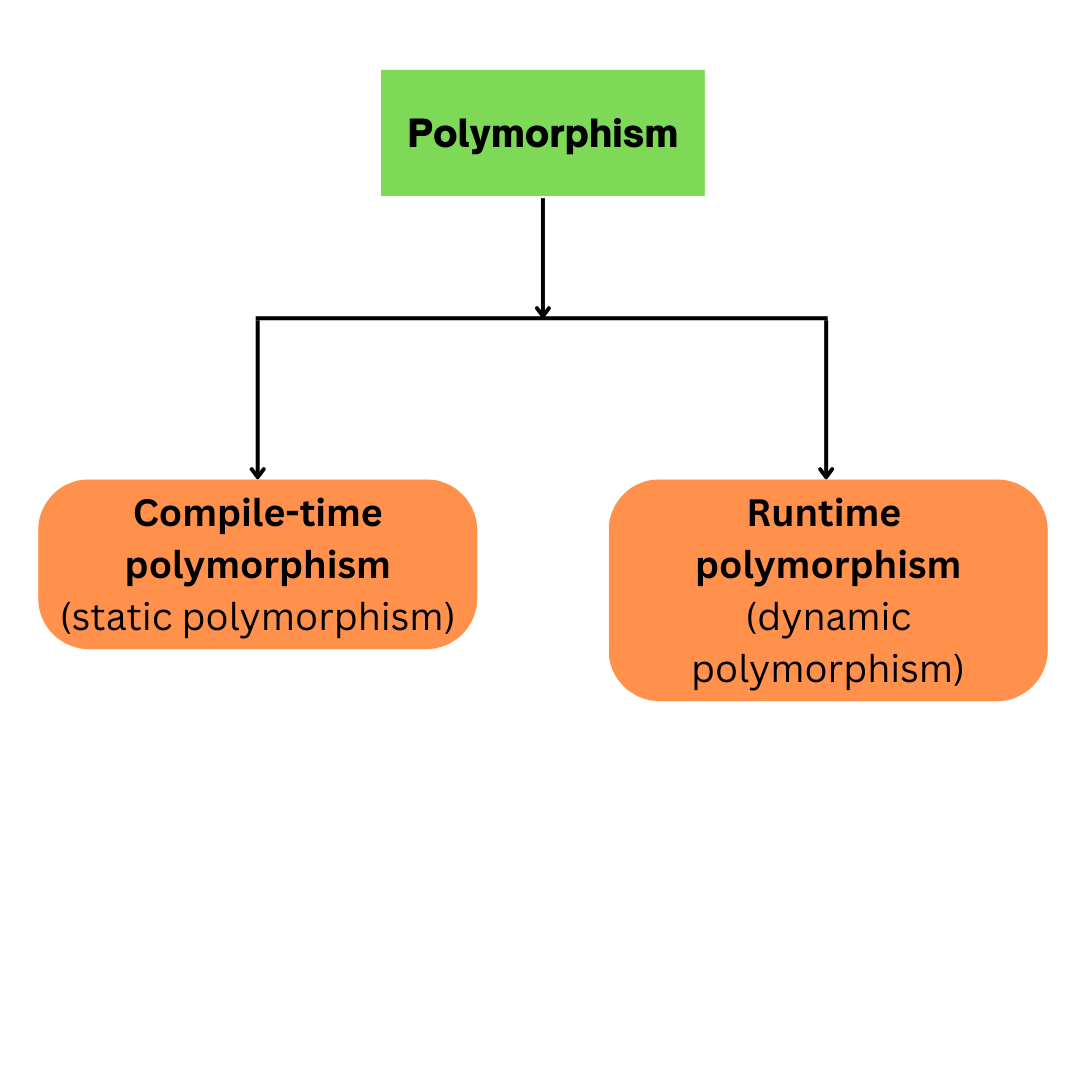 Polymorphism
Compile-time
polymorphism
(static polymorphism)
Runtime
polymorphism
(dynamic
polymorphism)